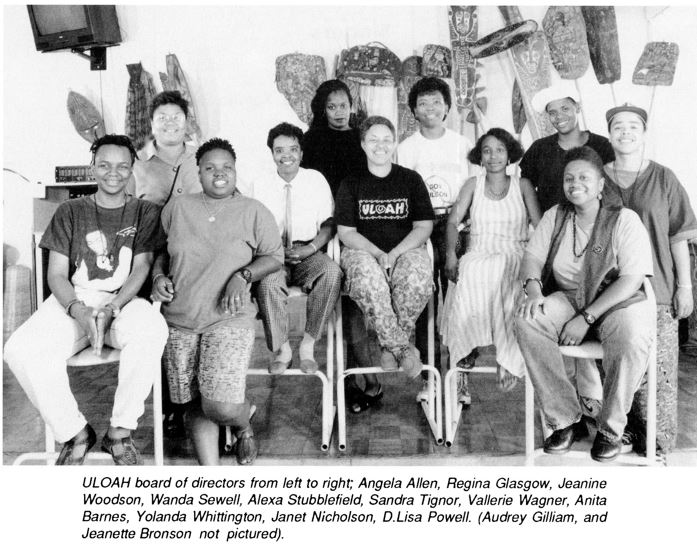 ULOAH
ULOAH board of directors from left to right; Angela Allen, Regina Glasgow, Jeanine
Woodson, Wanda Sewell, Alexa Stubblefield, Sandra Tignor, Vallerie Wagner, Anita
Barnes, Yolanda Whittington, Janet Nicholson, D.Lisa Powell. (Audrey Gilliam, and
Jeanette Bronson not pictured).